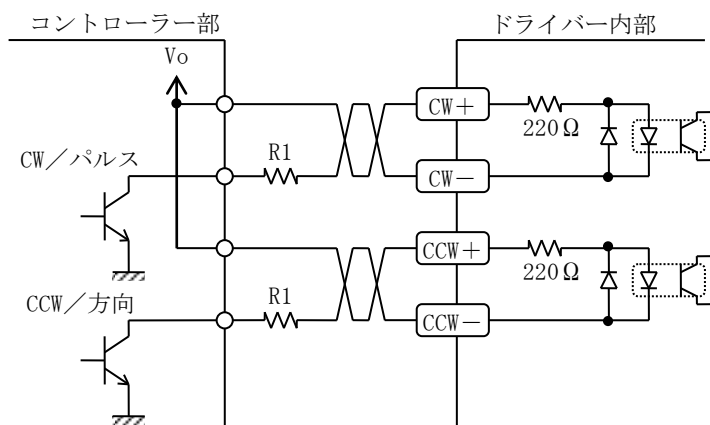 コントローラー部
ドライバー内部
Vo
CW+
220Ω
CW/パルス
R1
CW-
CCW+
220Ω
CCW/方向
R1
CCW-